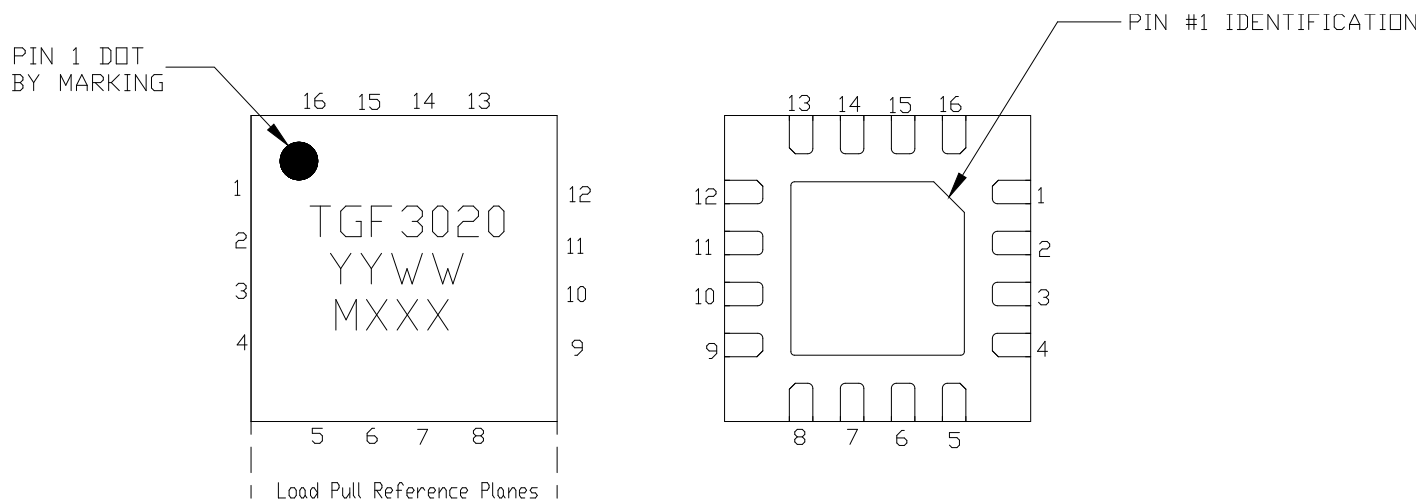 PIN #1 IDENTIFICATION
PIN 1 DOT
BY MARKING
16 15 14 13
1
2
3
4
12
11
10
9
TGF3020
YYWW
MXXX
5 6 7 8
Load Pull Reference Planes
13 14 15 16
12
11
10
9
1
2
3
4
8 7 6 5